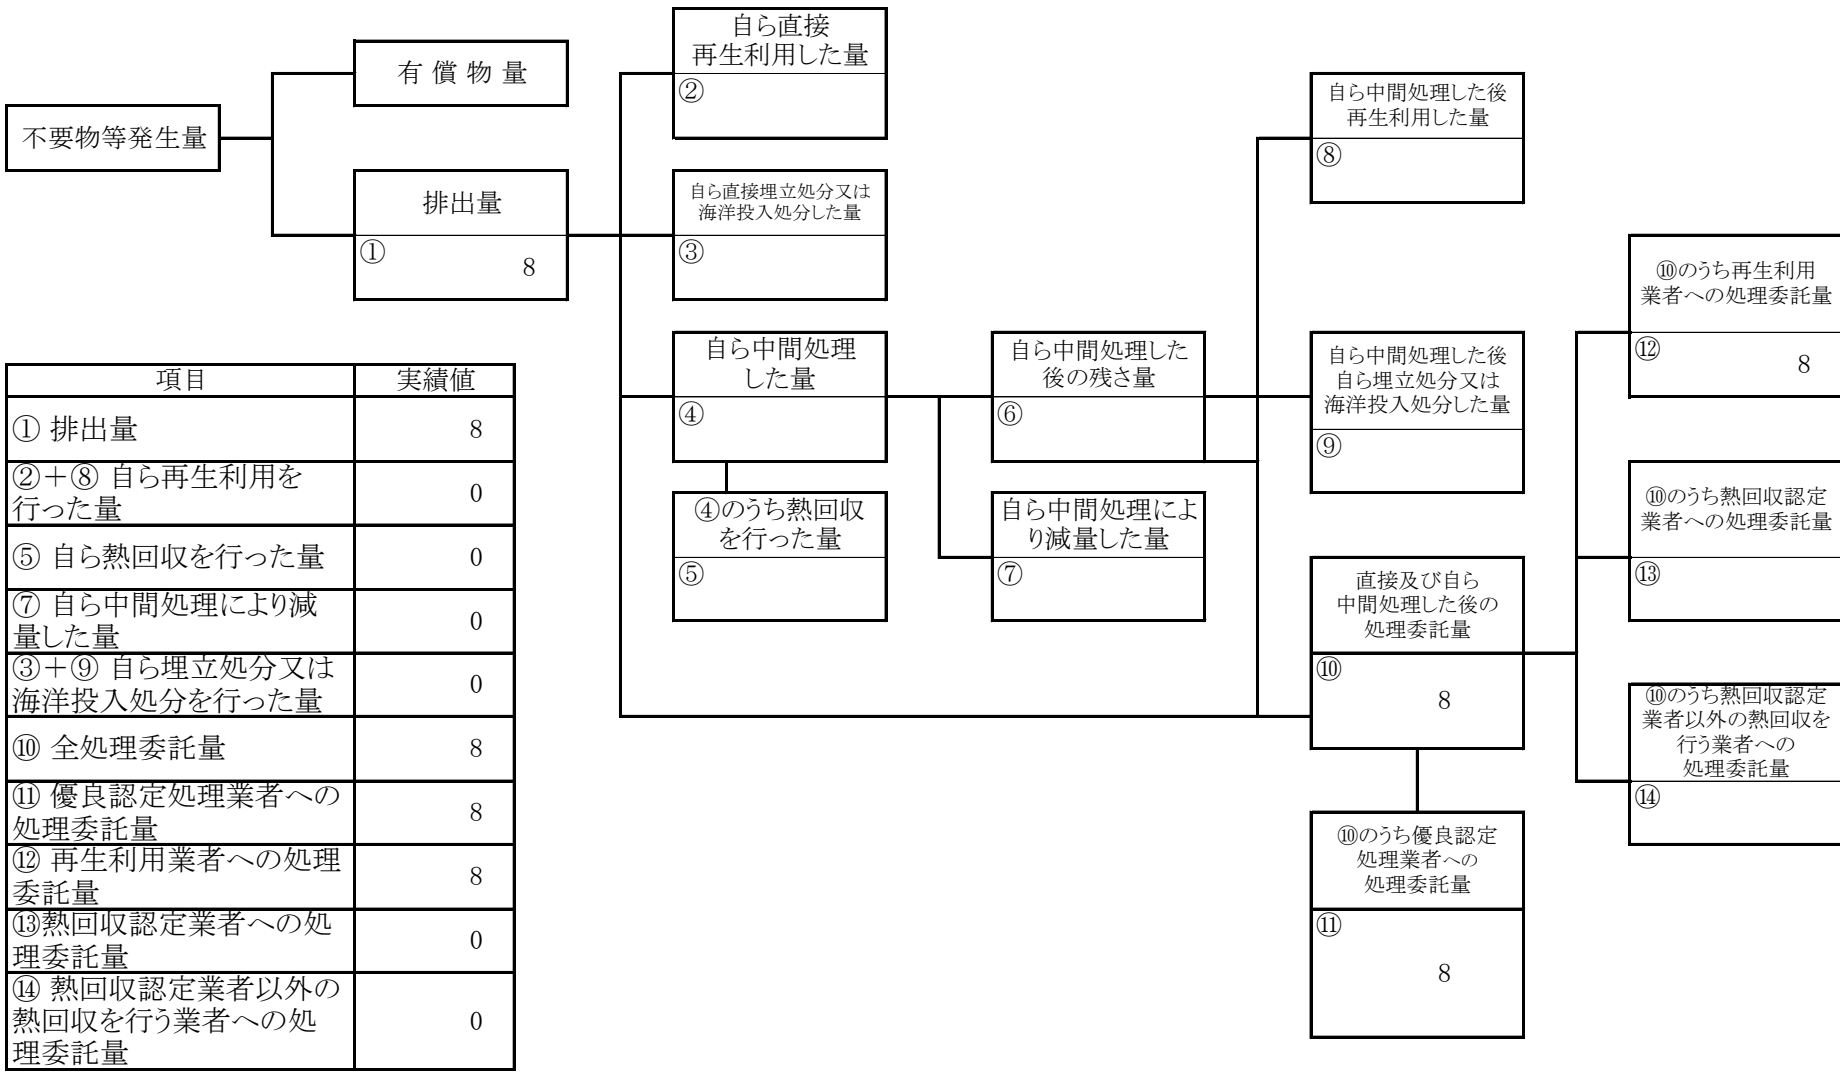 不要物等発生量
有 償 物 量
排出量
①
8
自ら直接
再生利用した量
②
自ら直接埋立処分又は
海洋投入処分した量
③
自ら中間処理
した量
④
④のうち熱回収
を行った量
⑤
自ら中間処理した
後の残さ量
⑥
自ら中間処理によ
り減量した量
⑦
自ら中間処理した後
再生利用した量
⑧
自ら中間処理した後
自ら埋立処分又は
海洋投入処分した量
⑨
直接及び自ら
中間処理した後の
処理委託量
⑩
8
⑩のうち優良認定
処理業者への
処理委託量
⑪
8
⑩のうち再生利用
業者への処理委託量
⑫
8
⑩のうち熱回収認定
業者への処理委託量
⑬
⑩のうち熱回収認定
業者以外の熱回収を
行う業者への
処理委託量
⑭
項目 実績値
① 排出量 8
②＋⑧ 自ら再生利用を
行った量 0
⑤ 自ら熱回収を行った量 0
⑦ 自ら中間処理により減
量した量 0
③＋⑨ 自ら埋立処分又は
海洋投入処分を行った量 0
⑩ 全処理委託量 8
⑪ 優良認定処理業者への
処理委託量 8
⑫ 再生利用業者への処理
委託量 8
⑬熱回収認定業者への処
理委託量 0
⑭ 熱回収認定業者以外の
熱回収を行う業者への処
理委託量 0